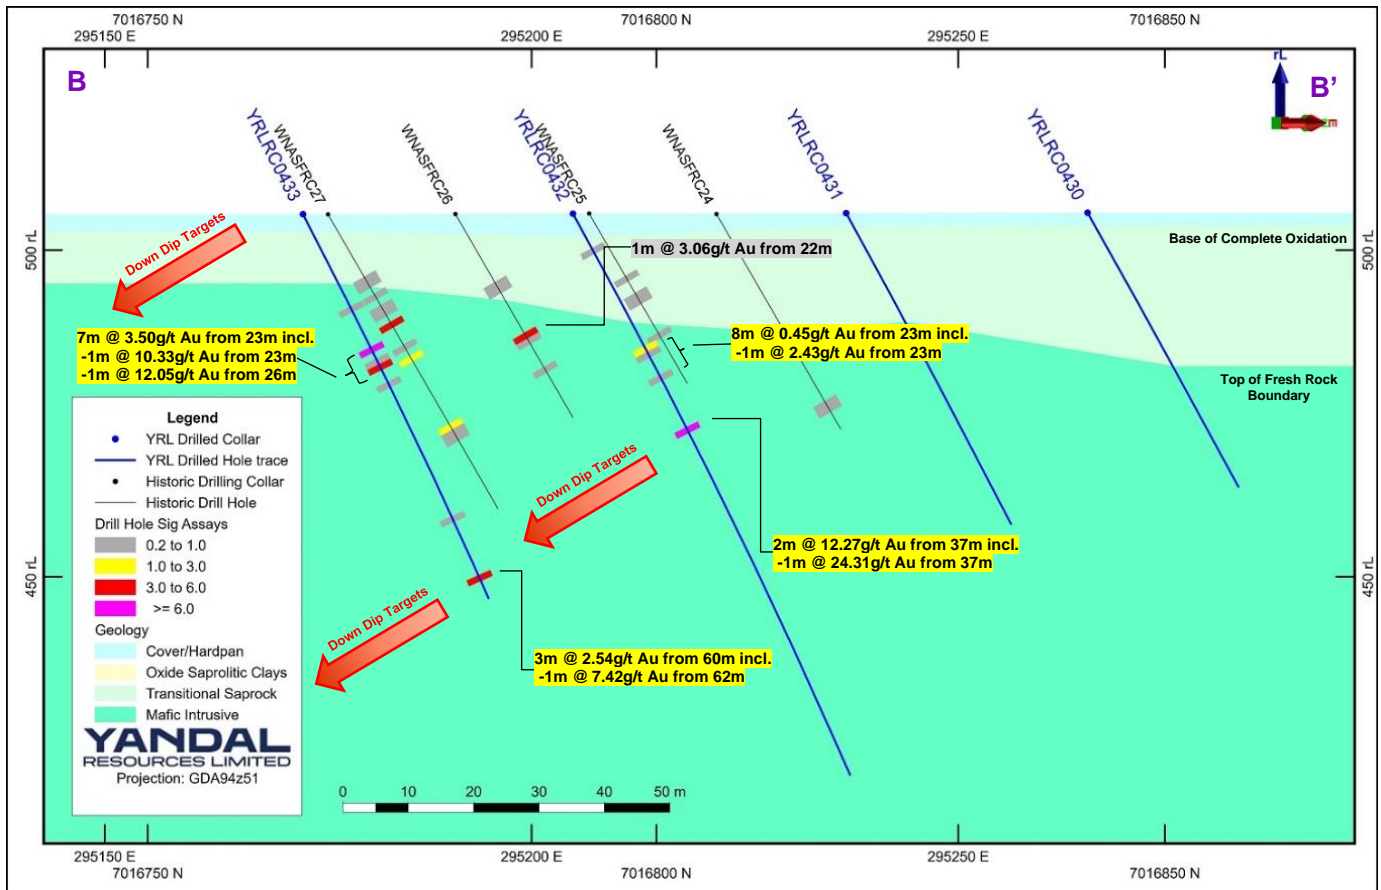 7016750 N
7016800 N
7016850 N
295150 E
295200 E
295250 E
B
B'
rL
YRLRC0433
WNASFRC27
WNASFRC26
YRLRC0432
WNASFRC25
WNASFRC24
YRLRC0431
YRLRC0430
Down Dip Targets
1m @ 3.06g/t Au from 22m
Base of Complete Oxidation
500 rL
500 rL
7m @ 3.50g/t Au from 23m incl.
-1m @ 10.33g/t Au from 23m
-1m @ 12.05g/t Au from 26m
8m @ 0.45g/t Au from 23m incl.
-1m @ 2.43g/t Au from 23m
Top of Fresh Rock
Boundary
Legend
YRL Drilled Collar
YRL Drilled Hole trace
Historic Drilling Collar
Historic Drill Hole
Drill Hole Sig Assays
0.2 to 1.0
1.0 to 3.0
3.0 to 6.0
>= 6.0
Geology
Cover/Hardpan
Oxide Saprolitic Clays
Transitional Saprock
Mafic Intrusive
YANDAL
RESOURCES LIMITED
Projection: GDA94z51
Down Dip Targets
2m @ 12.27g/t Au from 37m incl.
-1m @ 24.31g/t Au from 37m
450 rL
450 rL
Down Dip Targets
3m @ 2.54g/t Au from 60m incl.
-1m @ 7.42g/t Au from 62m
0 10 20 30 40 50 m
295150 E
295200 E
295250 E
7016750 N
7016800 N
7016850 N